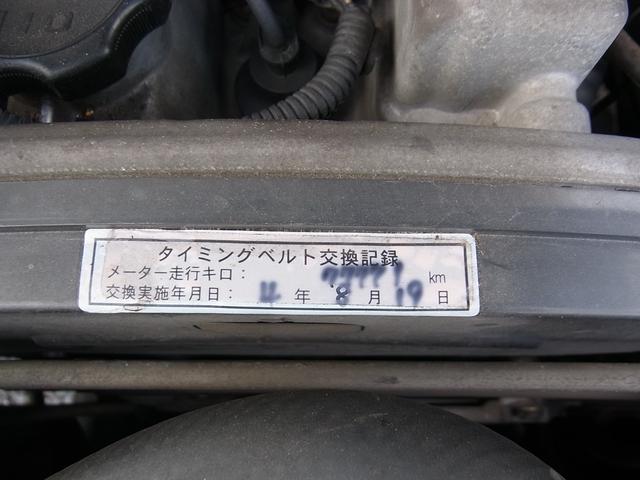 タイミングベルト交換記録
メーター走行キロ： km
交換実施年月日： 年 8 月 19 日